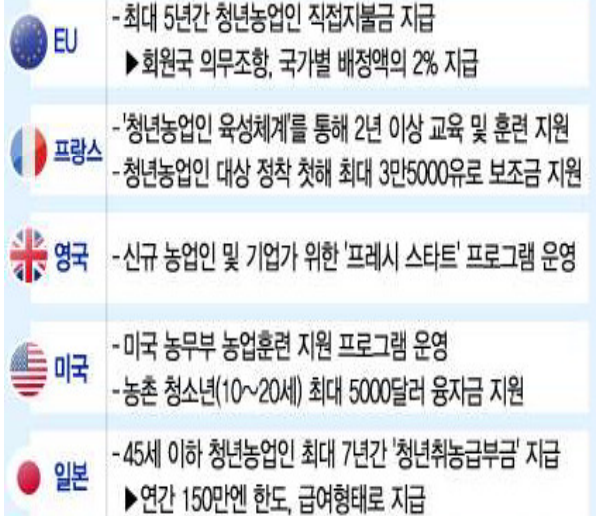 EU
-최대 5년간 청년농업인 직접지불금 지급
▶회원국 의무조항, 국가별 배정액의 2% 지급
프랑스
-'청년농업인 육성체계'를 통해 2년 이상 교육 및 훈련 지원
-청년농업인 대상 정착 첫해 최대 3만5000유로 보조금 지원
영국
-신규 농업인 및 기업가 위한 '프레시 스타트' 프로그램 운영
미국
-미국 농무부 농업훈련 지원 프로그램 운영
-농촌 청소년(10~20세) 최대 5000달러 융자금 지원
일본
-45세 이하 청년농업인 최대 7년간 '청년취농급부금' 지급
▶연간 150만엔 한도, 급여형태로 지급